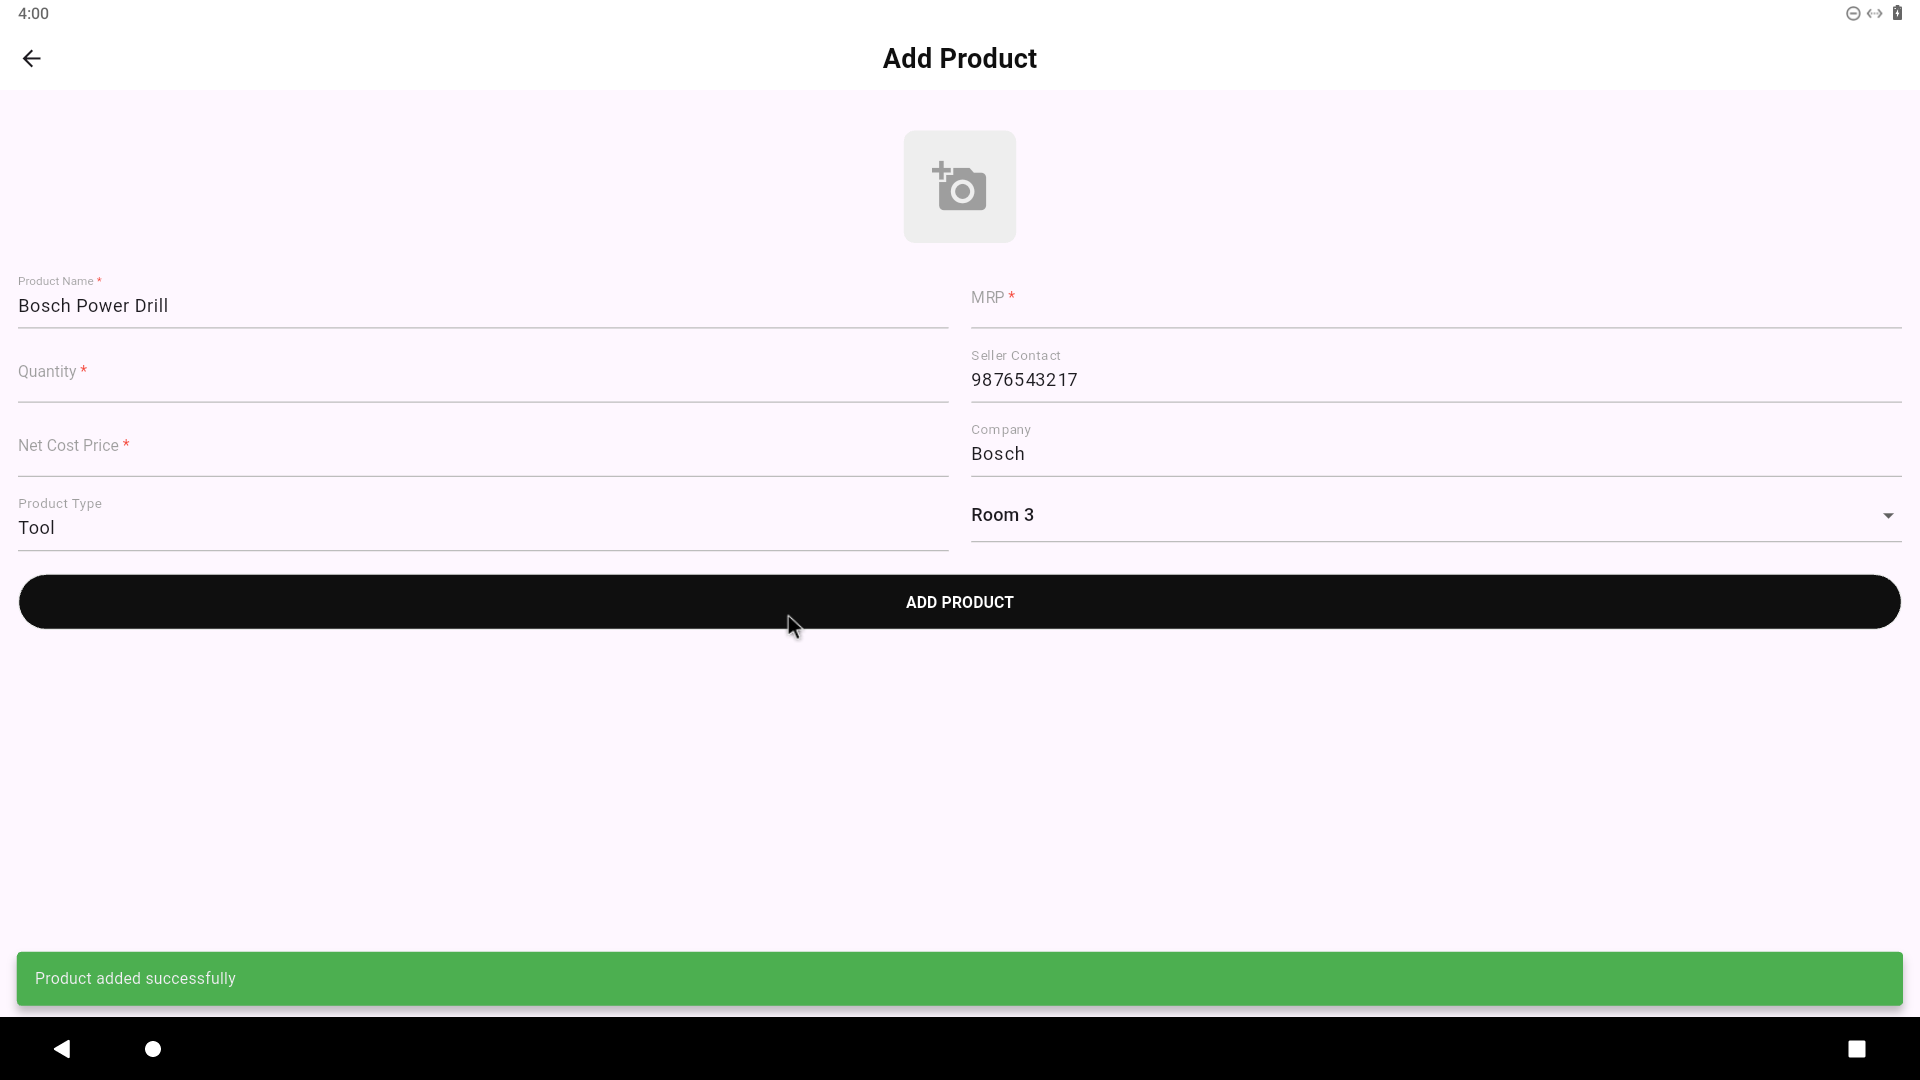 4:00
Add Product
Product Name *
Bosch Power Drill
MRP *
Quantity *
Seller Contact
9876543217
Net Cost Price *
Company
Bosch
Product Type
Tool
Room 3
ADD PRODUCT
Product added successfully